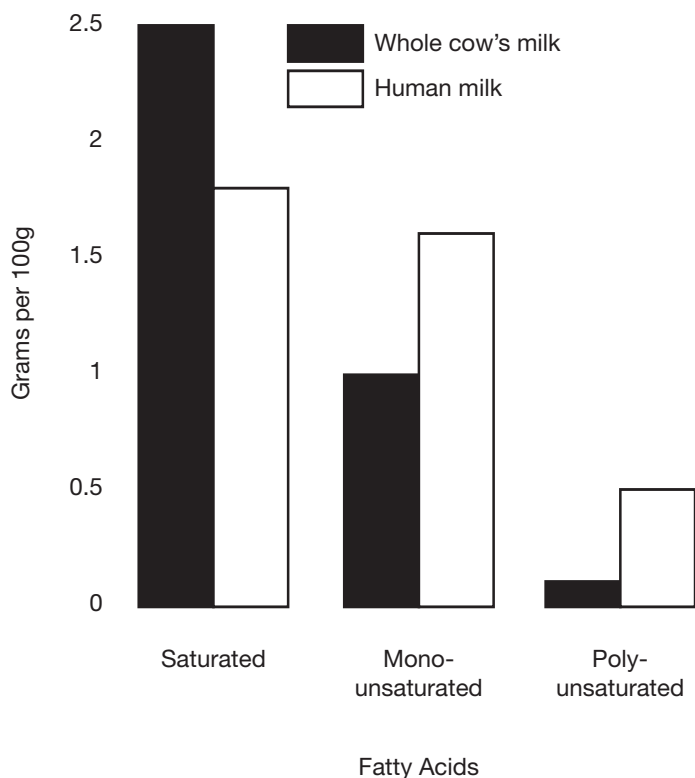 2.5
Whole cow’s milk
Human milk
2
1.5
Grams per 100g
1
0.5
0
Saturated
Mono-
unsaturated
Poly-
unsaturated
Fatty Acids